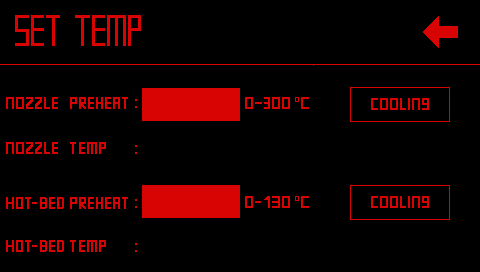 SET TEMP
NOZZLE PREHEAT: 0-300°C COOLING
NOZZLE TEMP :
HOT-BED PREHEAT: 0-130°C COOLING
HOT-BED TEMP :